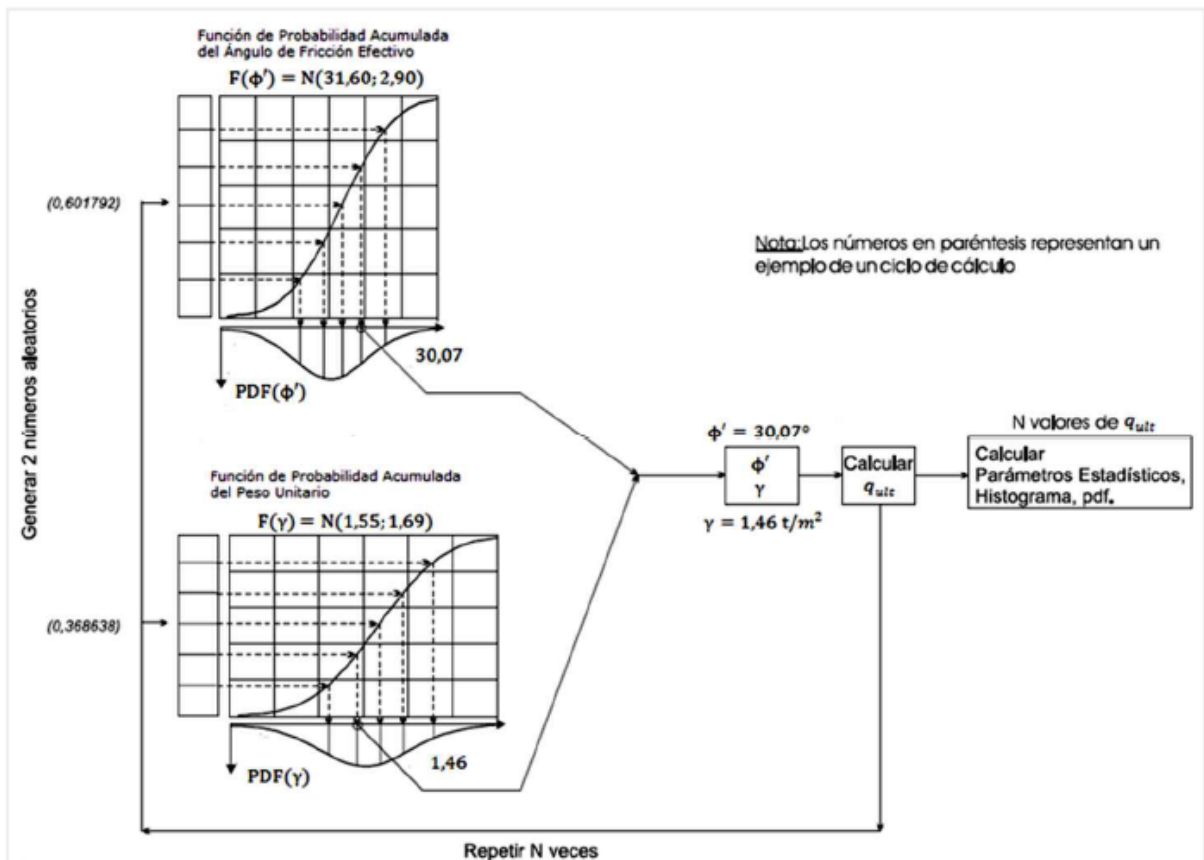 Función de Probabilidad Acumulada
del Ángulo de Fricción Efectivo
F(ϕ′) = N(31,60; 2,90)
(0,601792)
Nota:Los números en paréntesis representan un
ejemplo de un ciclo de cálculo
Generar 2 números aleatorios
30,07
PDF(ϕ′)
N valores de q_ult
ϕ′ = 30,07º
ϕ′
γ
Calcular
q_ult
Calcular
Parámetros Estadísticos,
Histograma, pdf.
γ = 1,46 t/m²
Función de Probabilidad Acumulada
del Peso Unitario
F(γ) = N(1,55; 1,69)
(0,368638)
1,46
PDF(γ)
Repetir N veces